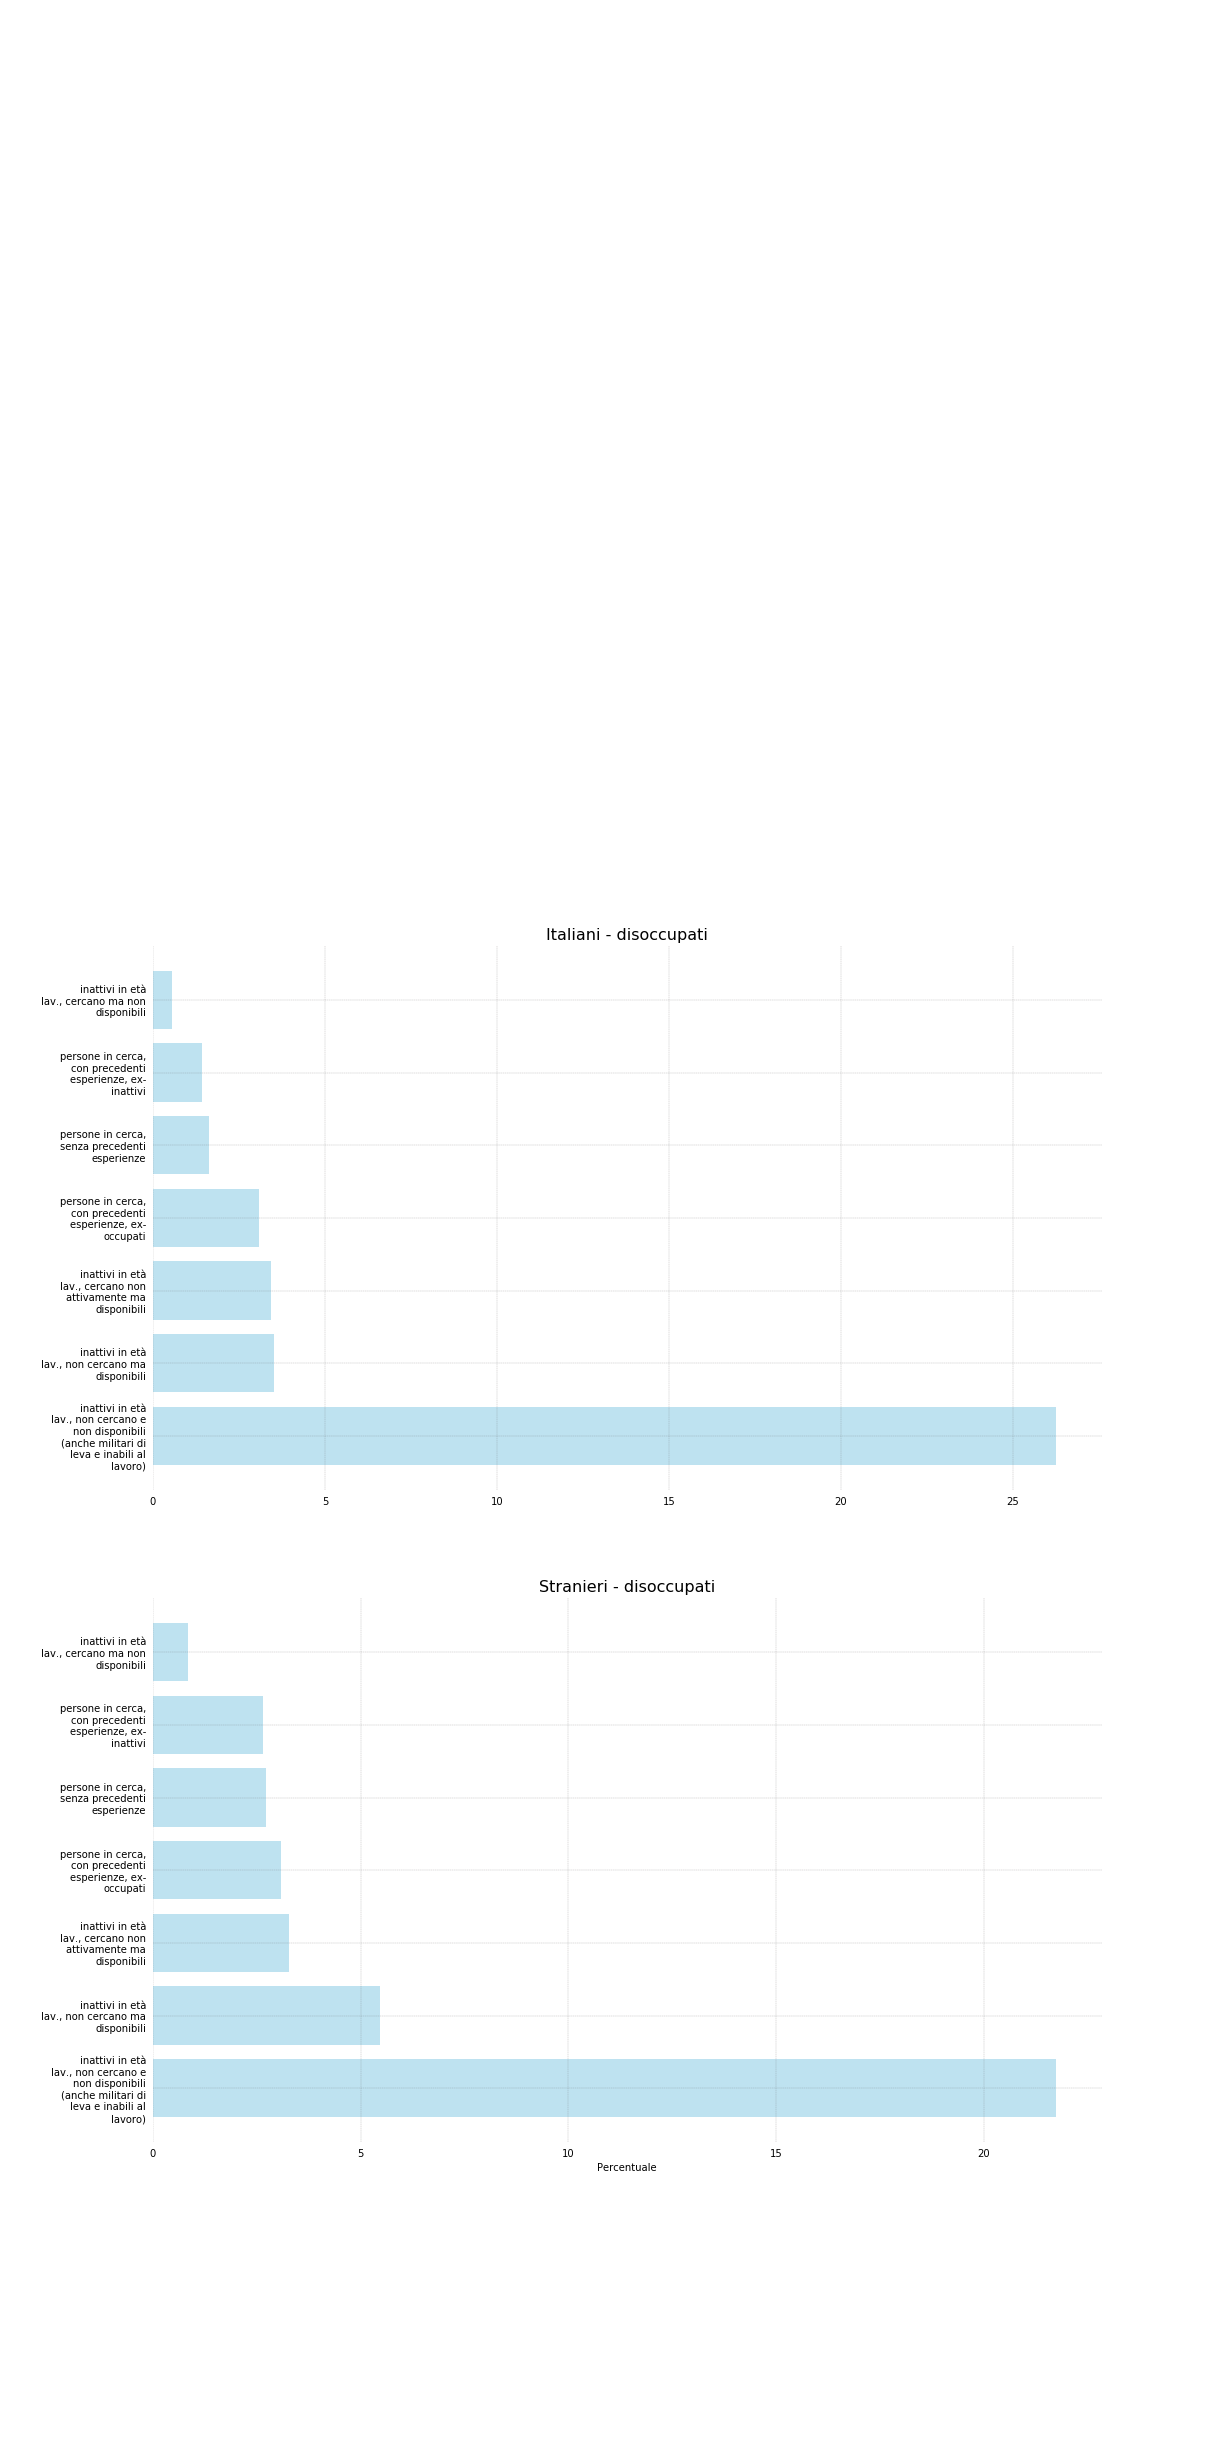 Italiani - disoccupati
inattivi in età
lav., cercano ma non
disponibili
persone in cerca,
con precedenti
esperienze, ex-
inattivi
persone in cerca,
senza precedenti
esperienze
persone in cerca,
con precedenti
esperienze, ex-
occupati
inattivi in età
lav., cercano non
attivamente ma
disponibili
inattivi in età
lav., non cercano ma
disponibili
inattivi in età
lav., non cercano e
non disponibili
(anche militari di
leva e inabili al
lavoro)
0 5 10 15 20 25
Stranieri - disoccupati
inattivi in età
lav., cercano ma non
disponibili
persone in cerca,
con precedenti
esperienze, ex-
inattivi
persone in cerca,
senza precedenti
esperienze
persone in cerca,
con precedenti
esperienze, ex-
occupati
inattivi in età
lav., cercano non
attivamente ma
disponibili
inattivi in età
lav., non cercano ma
disponibili
inattivi in età
lav., non cercano e
non disponibili
(anche militari di
leva e inabili al
lavoro)
0 5 10 15 20
Percentuale